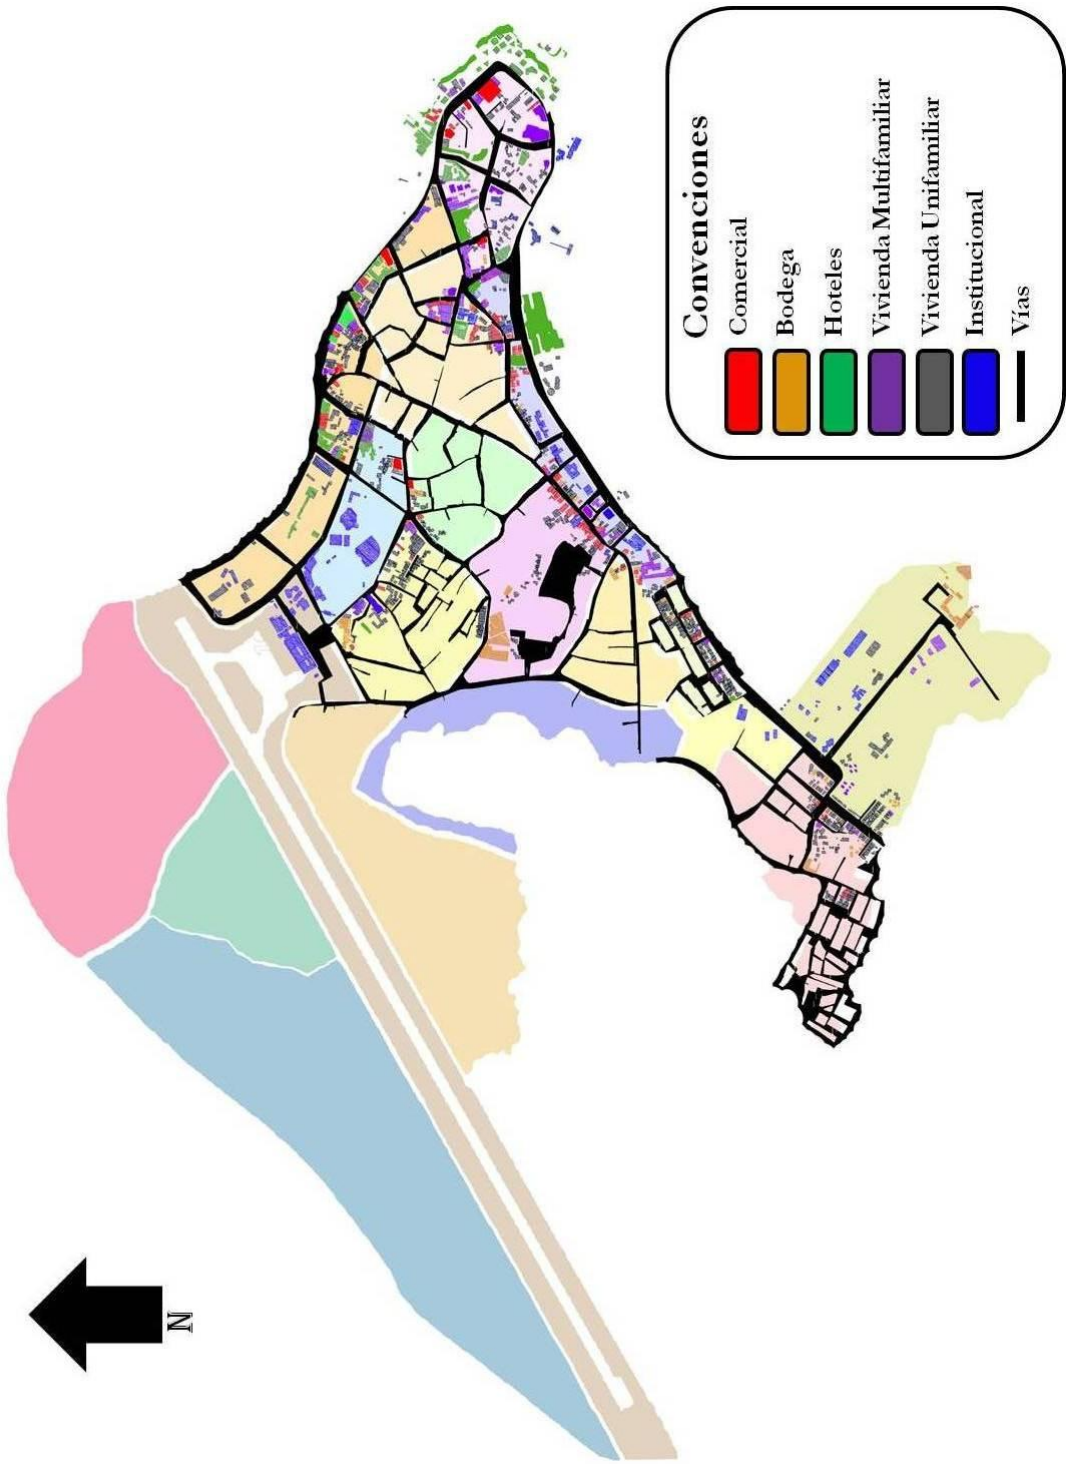 Convenciones
Comercial
Bodega
Hoteles
Vivienda Multifamiliar
Vivienda Unifamiliar
Institucional
Vías
N